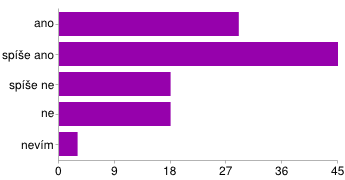 ano
spíše ano
spíše ne
ne
nevím
0 9 18 27 36 45